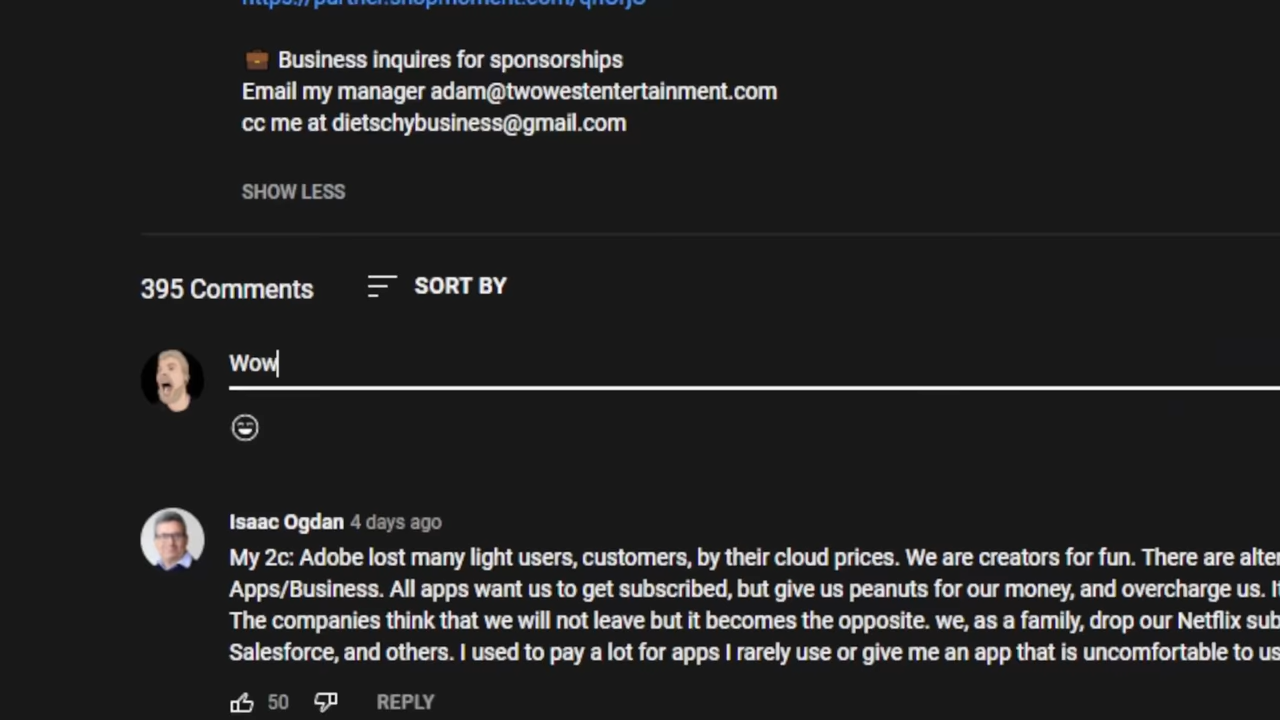 Business inquires for sponsorships
Email my manager adam@twowestentertainment.com
cc me at dietschybusiness@gmail.com
SHOW LESS
395 Comments
SORT BY
Wow
Isaac Ogdan 4 days ago
My 2c: Adobe lost many light users, customers, by their cloud prices. We are creators for fun. There are
Apps/Business. All apps want us to get subscribed, but give us peanuts for our money, and overcharge us.
The companies think that we will not leave but it becomes the opposite. we, as a family, drop our Netflix
Salesforce, and others. I used to pay a lot for apps I rarely use or give me an app that is uncomfortable to
50
REPLY